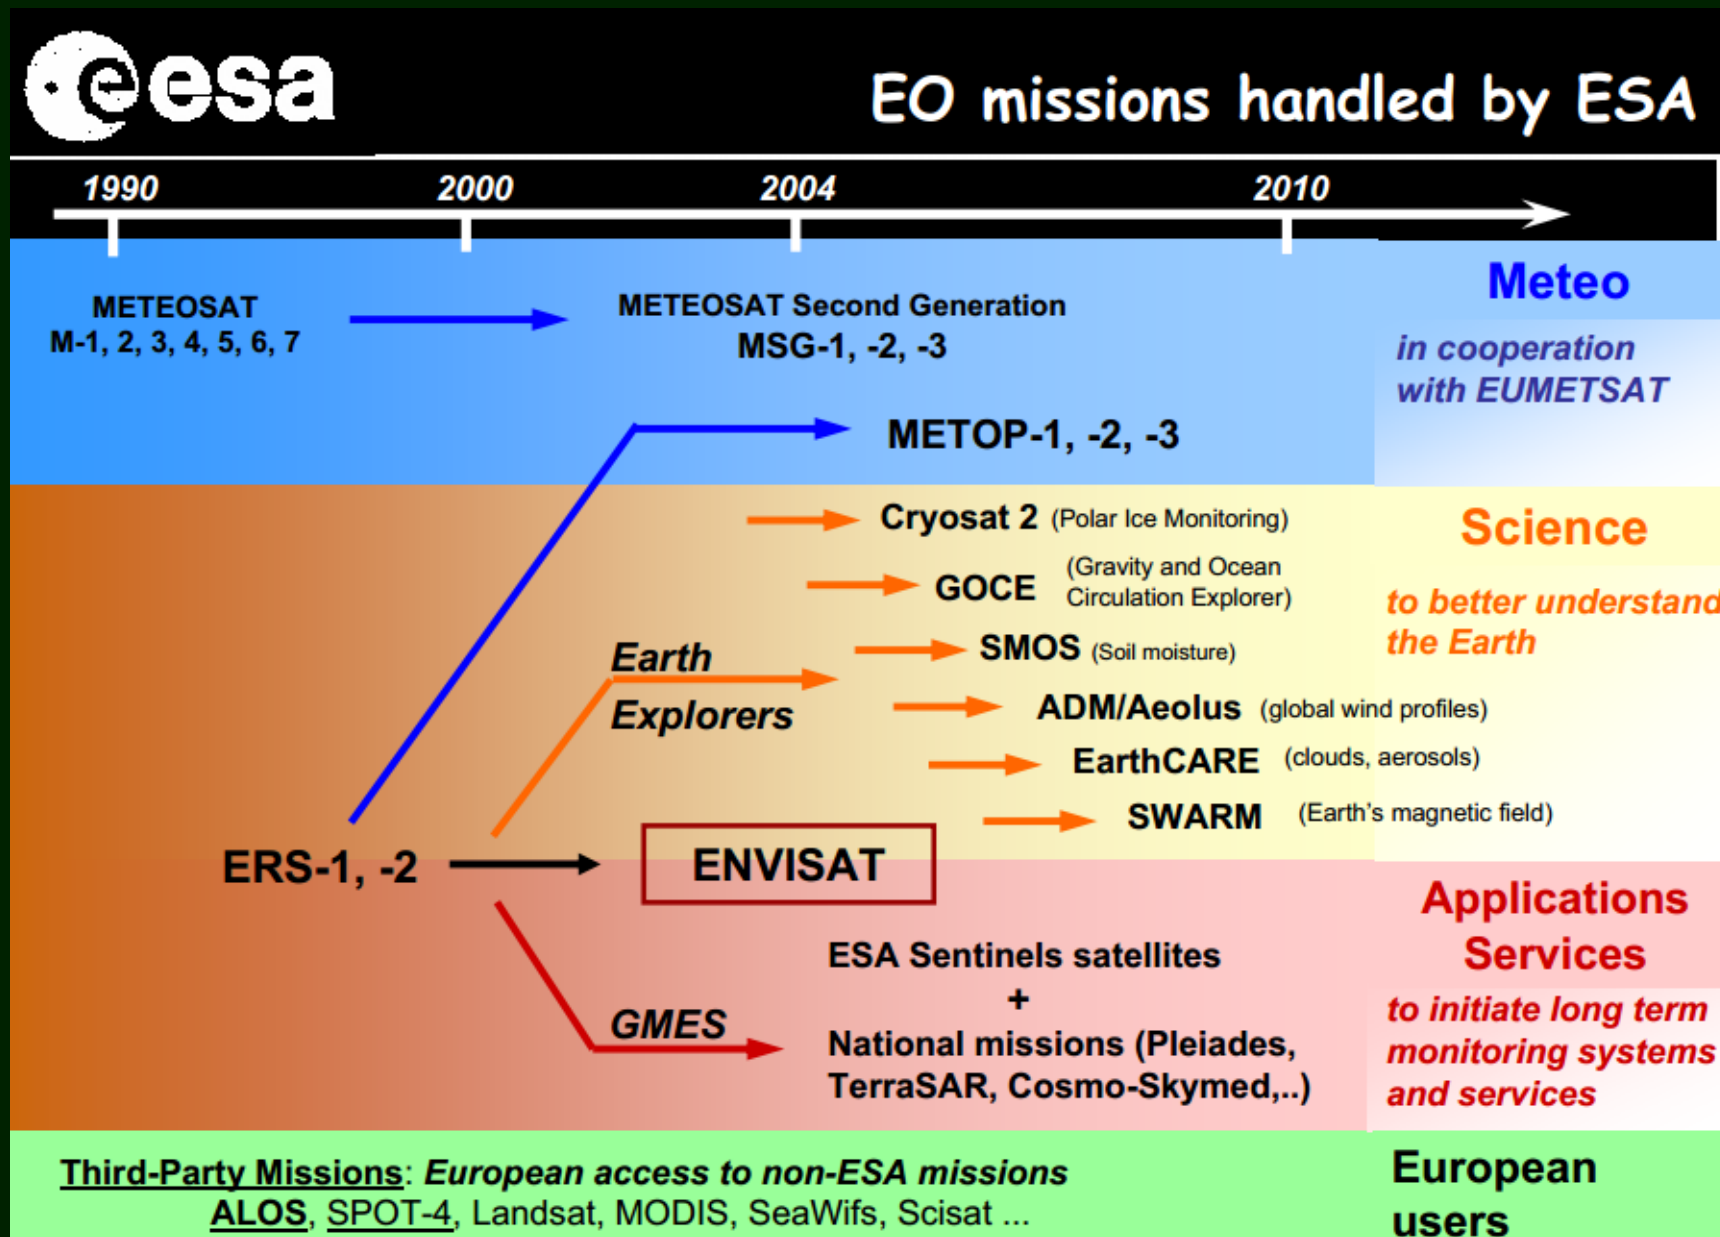 esa
EO missions handled by ESA
1990 2000 2004 2010
METEOSAT
M-1, 2, 3, 4, 5, 6, 7
METEOSAT Second Generation
MSG-1, -2, -3
METOP-1, -2, -3
Meteo
in cooperation
with EUMETSAT
Cryosat 2 (Polar Ice Monitoring)
GOCE (Gravity and Ocean
Circulation Explorer)
SMOS (Soil moisture)
ADM/Aeolus (global wind profiles)
EarthCARE (clouds, aerosols)
SWARM (Earth's magnetic field)
Earth
Explorers
Science
to better understand
the Earth
ERS-1, -2
ENVISAT
GMES
ESA Sentinels satellites
+
National missions (Pleiades,
TerraSAR, Cosmo-Skymed,..)
Applications
Services
to initiate long term
monitoring systems
and services
Third-Party Missions: European access to non-ESA missions
ALOS, SPOT-4, Landsat, MODIS, SeaWifs, Scisat ...
European
users